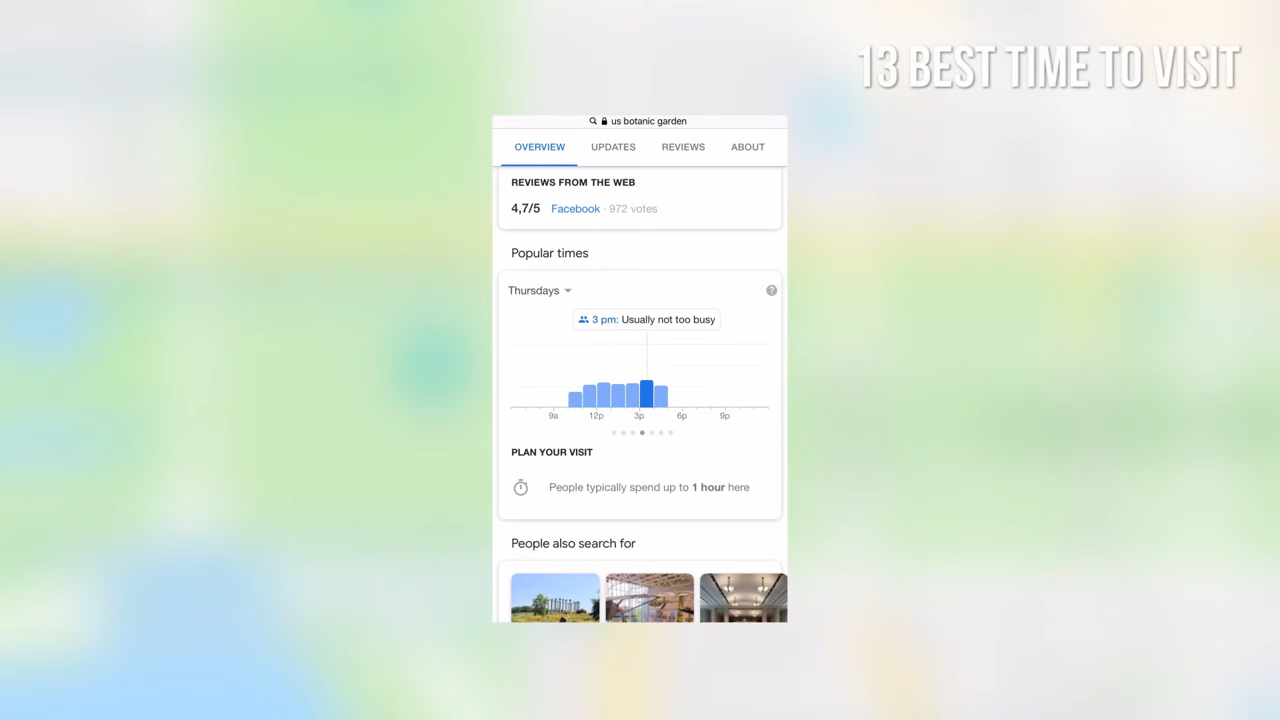 13 BEST TIME TO VISIT
us botanic garden
OVERVIEW UPDATES REVIEWS ABOUT
REVIEWS FROM THE WEB
4,7/5 Facebook · 972 votes
Popular times
Thursdays
?
3 pm: Usually not too busy
9a 12p 3p 6p 9p
PLAN YOUR VISIT
People typically spend up to 1 hour here
People also search for